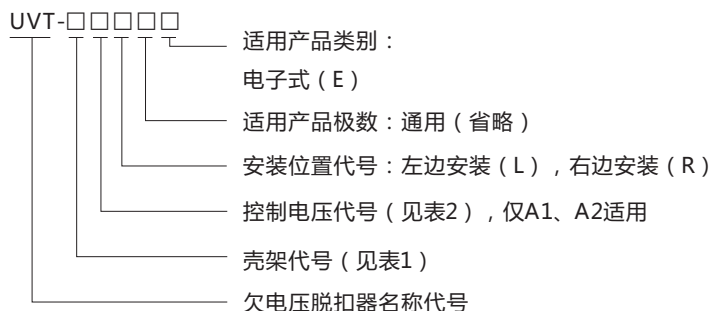 UVT-□□□□□
适用产品类别：
电子式（E）
适用产品极数：通用（省略）
安装位置代号：左边安装（L），右边安装（R）
控制电压代号（见表2），仅A1、A2适用
壳架代号（见表1）
欠电压脱扣器名称代号